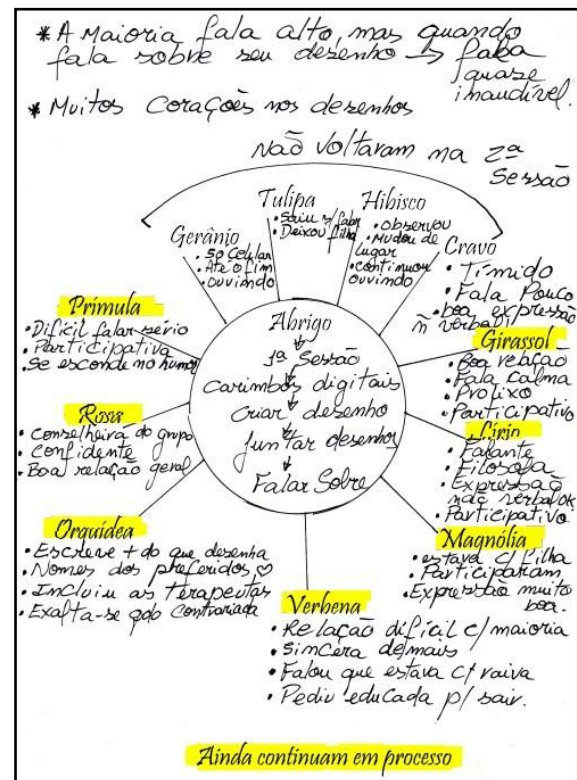 * A Maioria fala alto, mas quando
fala sobre seu desenho → fala
quase
inaudível.
* Muitos corações nos desenhos
Não voltaram na 2ª
Sessão
Gerânio
• Só celular
Até o fim
• ouvindo
Tulipa
• Saiu s/ falar
• Deixou filha
Hibisco
• Observou
• Mudou de
lugar
• continuou
ouvindo
Cravo
• Tímido
• Fala Pouco
• boa expressão
ñ verbal
Prímula
• Difícil falar sério
• Participativa
• Se esconde no humor
Rosa
• Conselheira do grupo
• Confidente
• Boa relação geral
Orquídea
• Escreve + do que desenha
• Nomes dos preferidos ♡
• Incluiu as terapeutas
• Exalta-se qdo contrariada
Abrigo
↓
1ª Sessão
↓
Carimbos digitais
↓
Criar desenho
↓
Juntar desenhos
↓
Falar Sobre
Girassol
• Boa relação
• Fala calma
• Prolixo
• Participativo
Lírio
• Falante
• Filosofa
• Expressão
não verbal ok
• Participativo
Magnólia
• estava c/ filha
• Participaram
• Expressão muito
boa.
Verbena
• Relação difícil c/ maioria
• Sincera demais
• Falou que estava c/ raiva
• Pediu educada p/ sair.
Ainda continuam em processo